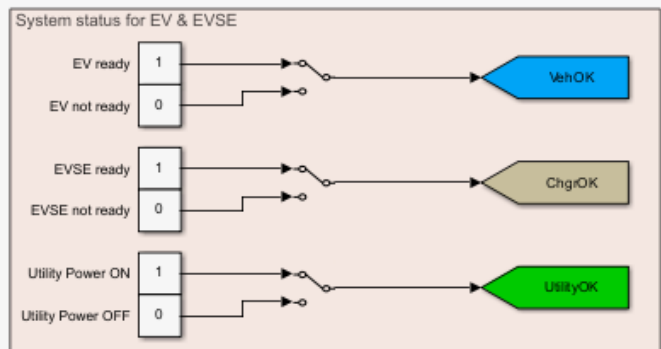 System status for EV & EVSE
EV ready 1
VehOK
EV not ready 0
EVSE ready 1
ChgrOK
EVSE not ready 0
Utility Power ON 1
UtilityOK
Utility Power OFF 0